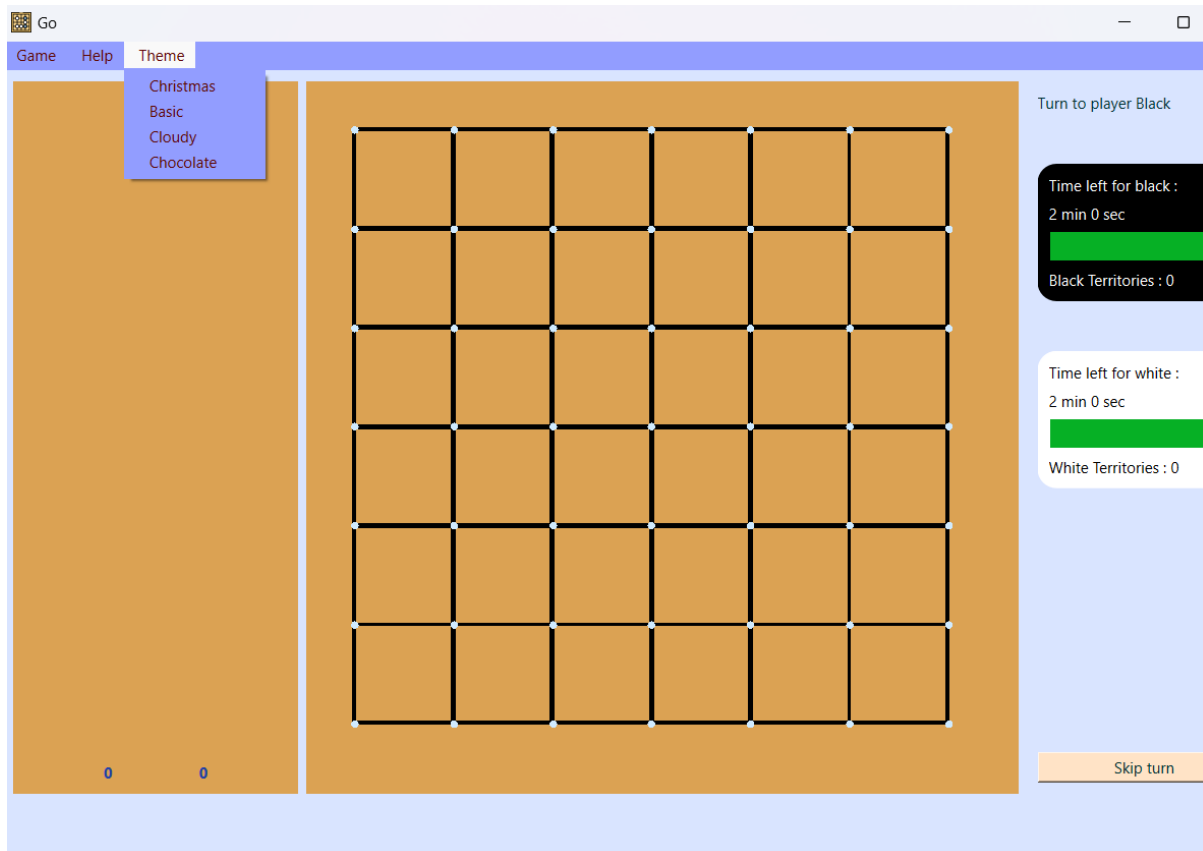 Go
Game Help Theme
Christmas
Basic
Cloudy
Chocolate
Turn to player Black
Time left for black :
2 min 0 sec
Black Territories : 0
Time left for white :
2 min 0 sec
White Territories : 0
0 0
Skip turn